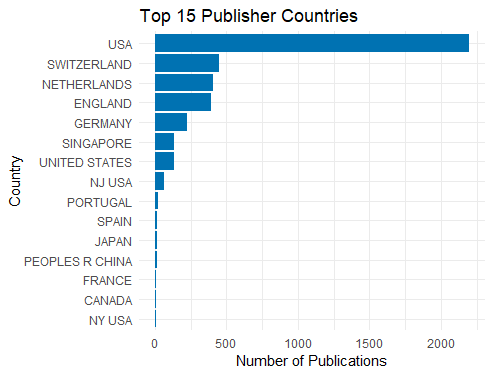 Top 15 Publisher Countries
Country
USA
SWITZERLAND
NETHERLANDS
ENGLAND
GERMANY
SINGAPORE
UNITED STATES
NJ USA
PORTUGAL
SPAIN
JAPAN
PEOPLES R CHINA
FRANCE
CANADA
NY USA
0 500 1000 1500 2000
Number of Publications